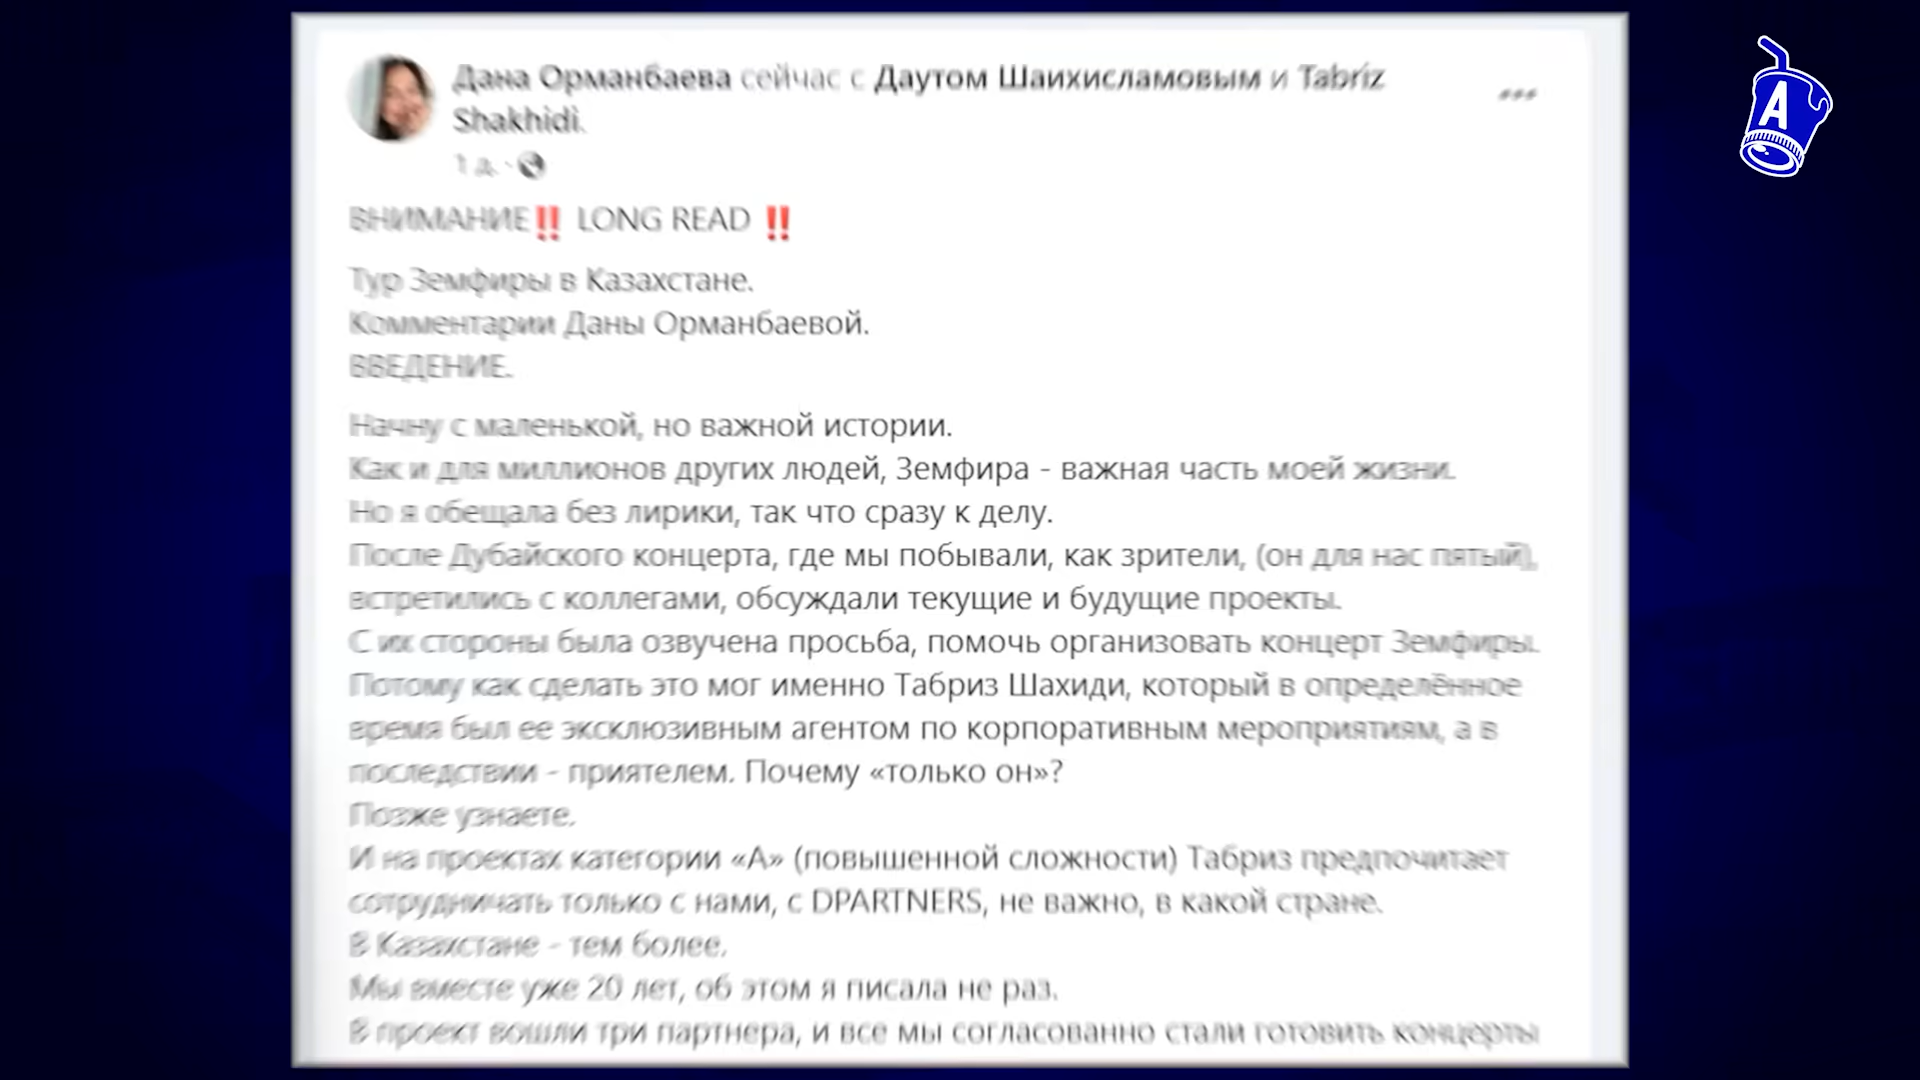 Дана Орманбаева сейчас с Даутом Шаихисламовым и Tabriz
Shakhidi.
1 д. ·
ВНИМАНИЕ‼️ LONG READ ‼️
Тур Земфиры в Казахстане.
Комментарии Даны Орманбаевой.
ВВЕДЕНИЕ.
Начну с маленькой, но важной истории.
Как и для миллионов других людей, Земфира - важная часть моей жизни.
Но я обещала без лирики, так что сразу к делу.
После Дубайского концерта, где мы побывали, как зрители, (он для нас пятый),
встретились с коллегами, обсуждали текущие и будущие проекты.
С их стороны была озвучена просьба, помочь организовать концерт Земфиры.
Потому как сделать это мог именно Табриз Шахиди, который в определённое
время был ее эксклюзивным агентом по корпоративным мероприятиям, а в
последствии - приятелем. Почему «только он»?
Позже узнаете.
И на проектах категории «А» (повышенной сложности) Табриз предпочитает
сотрудничать только с нами, с DPARTNERS, не важно, в какой стране.
В Казахстане - тем более.
Мы вместе уже 20 лет, об этом я писала не раз.
В проект вошли три партнера, и все мы согласованно стали готовить концерты
A